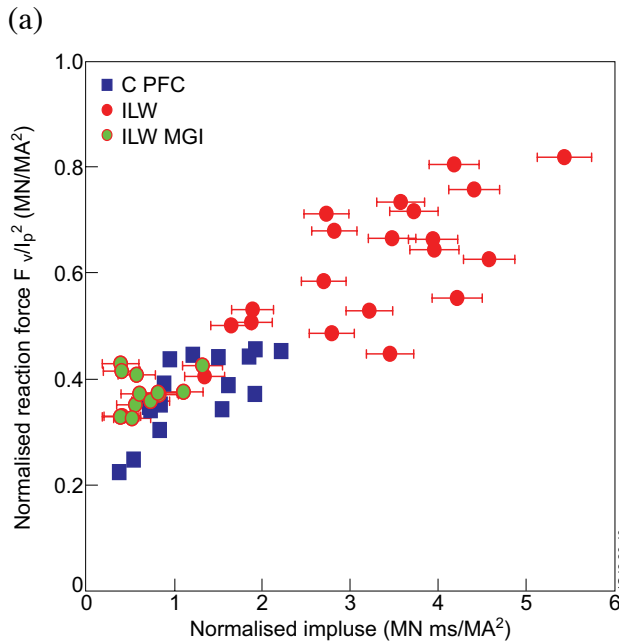 (a)
1.0
C PFC
ILW
ILW MGI
0.8
0.6
0.4
0.2
0
Normalised reaction force F v/Ip² (MN/MA²)
0 1 2 3 4 5 6
Normalised impluse (MN ms/MA²)